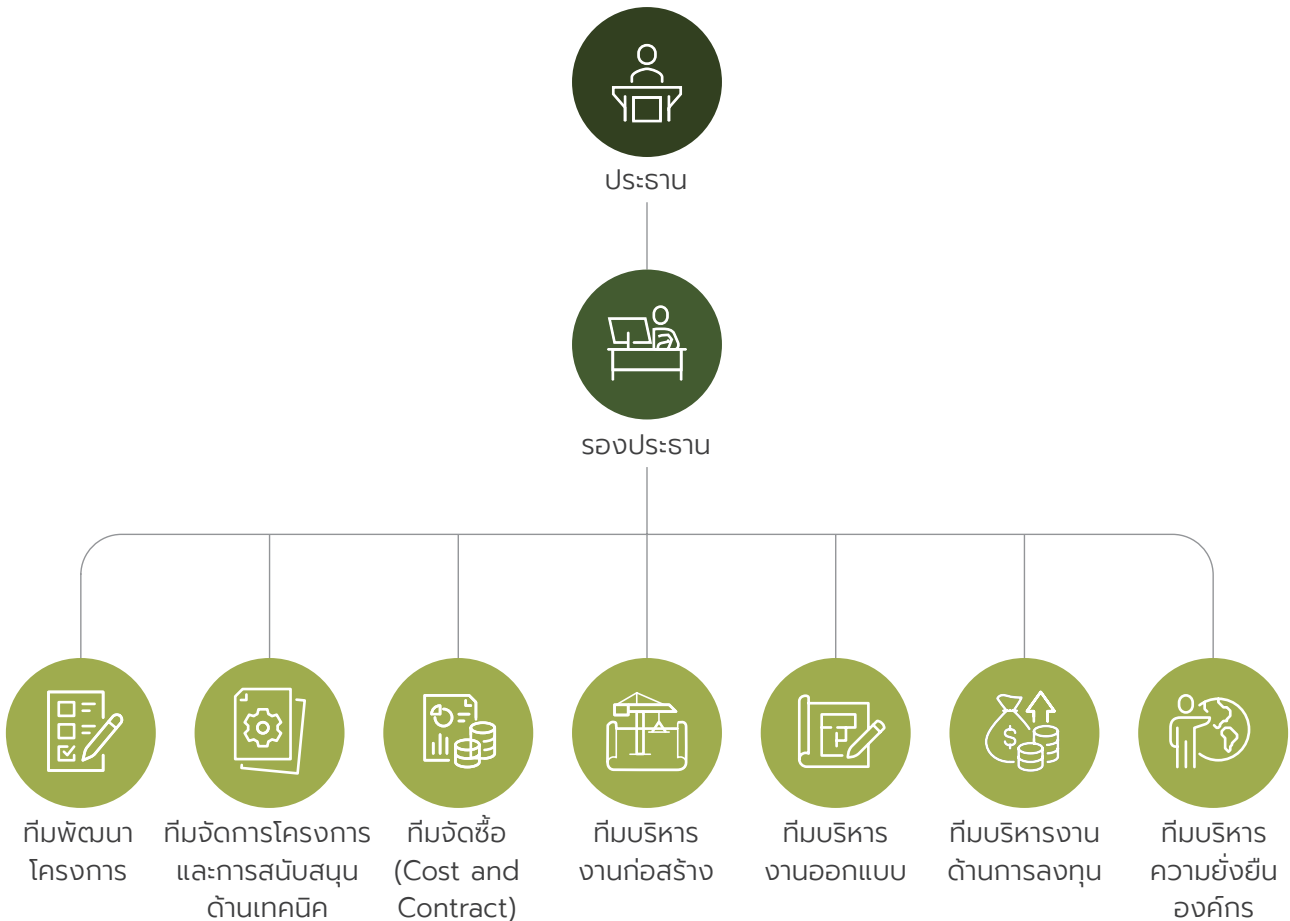 ประธาน
รองประธาน
ทีมพัฒนา
โครงการ
ทีมจัดการโครงการ
และการสนับสนุน
ด้านเทคนิค
ทีมจัดซื้อ
(Cost and
Contract)
ทีมบริหาร
งานก่อสร้าง
ทีมบริหาร
งานออกแบบ
$
ทีมบริหารงาน
ด้านการลงทุน
ทีมบริหาร
ความยั่งยืน
องค์กร